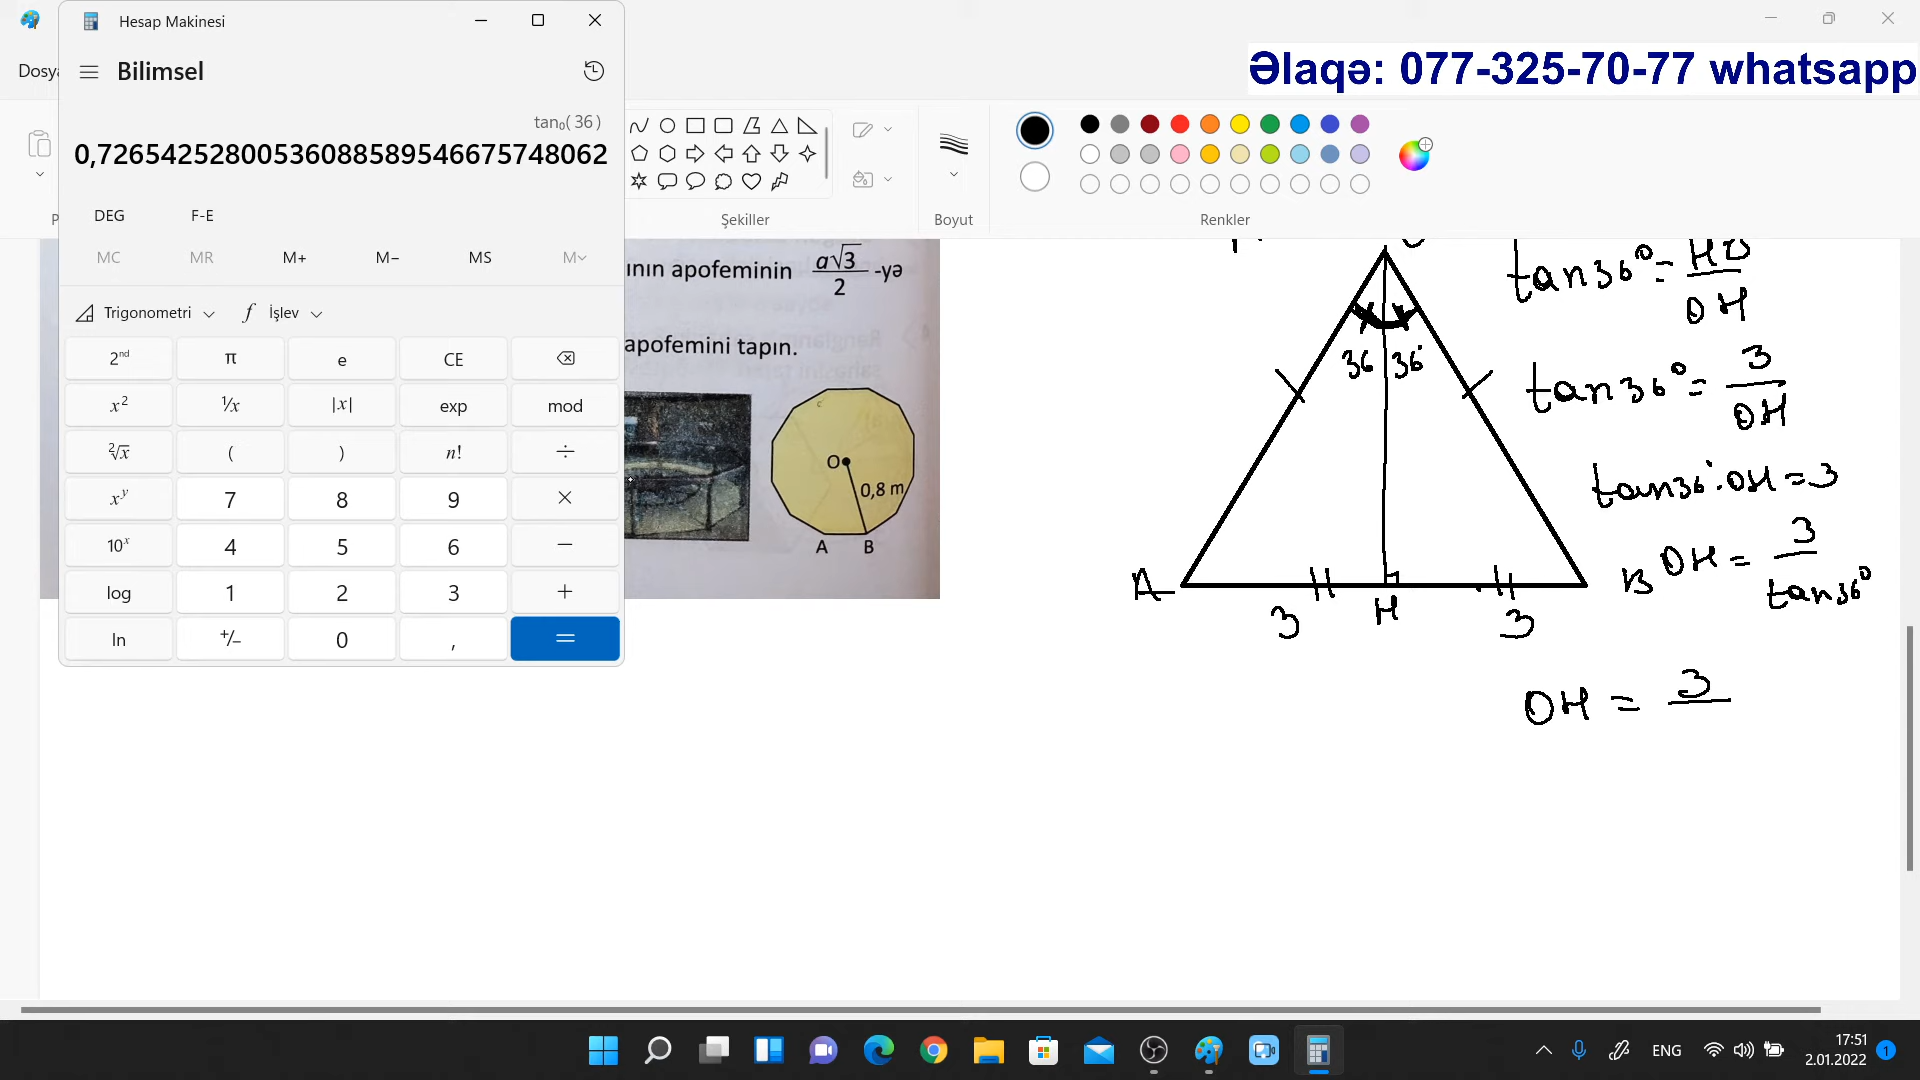 Hesap Makinesi
Əlaqə: 077-325-70-77 whatsapp
Bilimsel
tan₀( 36 )
0,72654252800536088589546675748062
DEG F-E
MC MR M+ M− MS M
Trigonometri f İşlev
2ⁿᵈ π e CE
x² ¹/x |x| exp mod
²√x ( ) n! ÷
xʸ 7 8 9 ×
10ˣ 4 5 6 −
log 1 2 3 +
ln +/− 0 , =
Şekiller
Boyut
Renkler
ının apofeminin a√3/2 -yə
apofemini tapın.
O
0,8 m
A B
36 36°
A H B
3 3
tan36° = HB/OH
tan36° = 3/OH
tan36°·OH=3
OH = 3/tan36°
OH = 3
ENG
17:51
2.01.2022
1